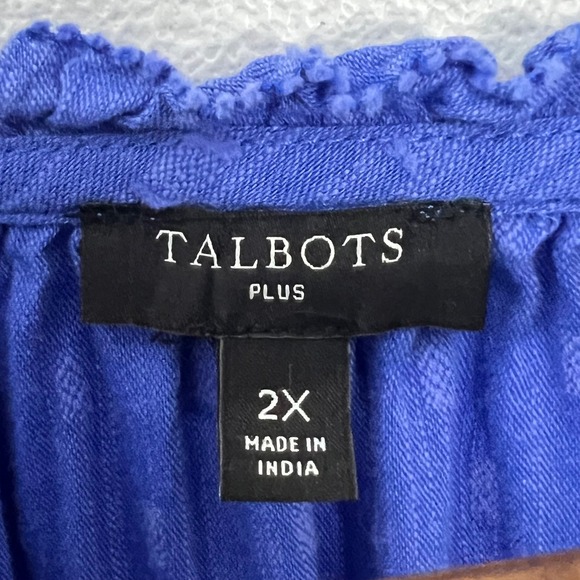 TALBOTS
PLUS
2X
MADE IN
INDIA